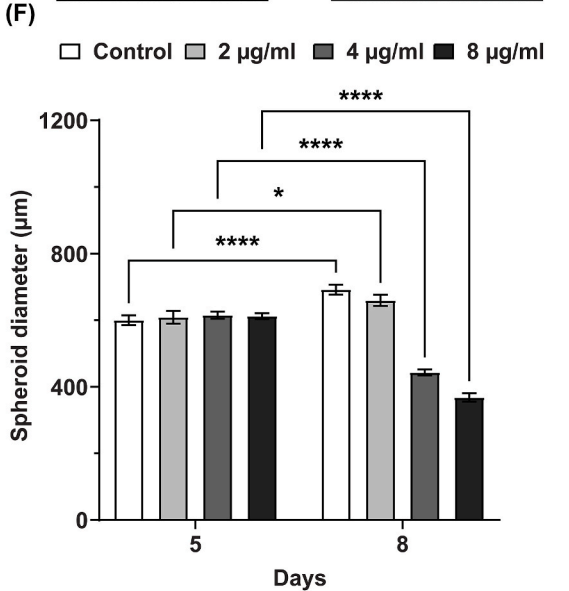 (F)
Control 2 µg/ml 4 µg/ml 8 µg/ml
****
1200
****
*
****
800
400
0
Spheroid diameter (µm)
5 8
Days